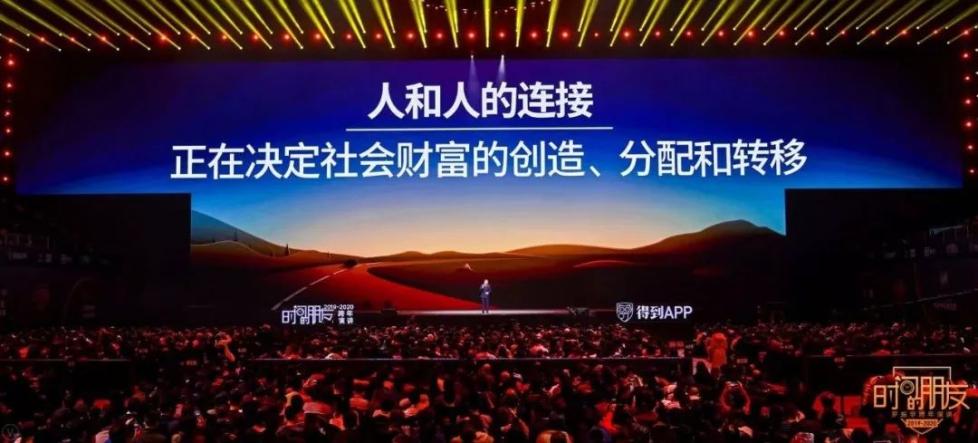 人和人的连接
正在决定社会财富的创造、分配和转移
时间的朋友
2019-2020
跨年
演讲
得到APP
时间的朋友
罗振宇跨年演讲
2019-2020